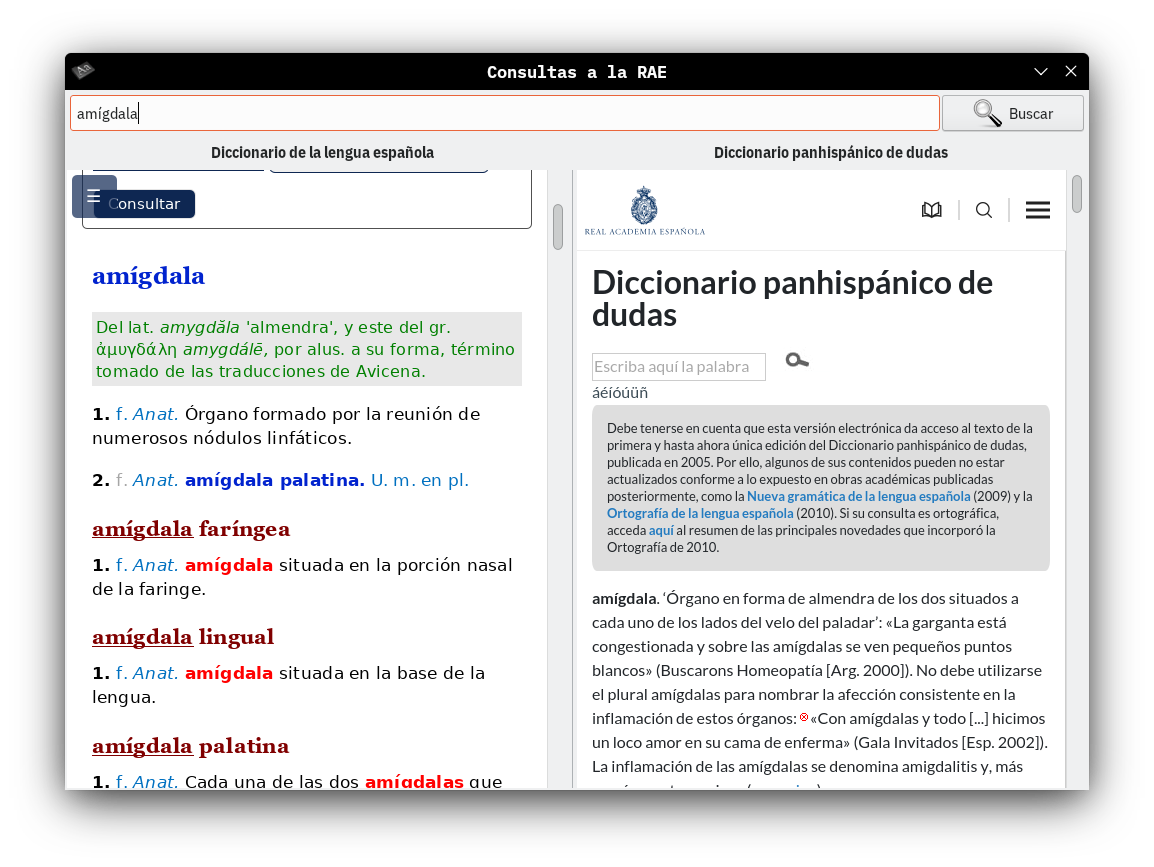 Aa
Consultas a la RAE
amígdala
Buscar
Diccionario de la lengua española
Diccionario panhispánico de dudas
Consultar
amígdala
Del lat. amygdăla 'almendra', y este del gr.
ἀμυγδάλη amygdálē, por alus. a su forma, término
tomado de las traducciones de Avicena.
1. f. Anat. Órgano formado por la reunión de
numerosos nódulos linfáticos.
2. f. Anat. amígdala palatina. U. m. en pl.
amígdala faríngea
1. f. Anat. amígdala situada en la porción nasal
de la faringe.
amígdala lingual
1. f. Anat. amígdala situada en la base de la
lengua.
amígdala palatina
1. f. Anat. Cada una de las dos amígdalas que
REAL ACADEMIA ESPAÑOLA
Diccionario panhispánico de
dudas
Escriba aquí la palabra
áéíóúüñ
Debe tenerse en cuenta que esta versión electrónica da acceso al texto de la
primera y hasta ahora única edición del Diccionario panhispánico de dudas,
publicada en 2005. Por ello, algunos de sus contenidos pueden no estar
actualizados conforme a lo expuesto en obras académicas publicadas
posteriormente, como la Nueva gramática de la lengua española (2009) y la
Ortografía de la lengua española (2010). Si su consulta es ortográfica,
acceda aquí al resumen de las principales novedades que incorporó la
Ortografía de 2010.
amígdala. ‘Órgano en forma de almendra de los dos situados a
cada uno de los lados del velo del paladar’: «La garganta está
congestionada y sobre las amígdalas se ven pequeños puntos
blancos» (Buscarons Homeopatía [Arg. 2000]). No debe utilizarse
el plural amígdalas para nombrar la afección consistente en la
inflamación de estos órganos: ⊗«Con amígdalas y todo [...] hicimos
un loco amor en su cama de enferma» (Gala Invitados [Esp. 2002]).
La inflamación de las amígdalas se denomina amigdalitis y, más